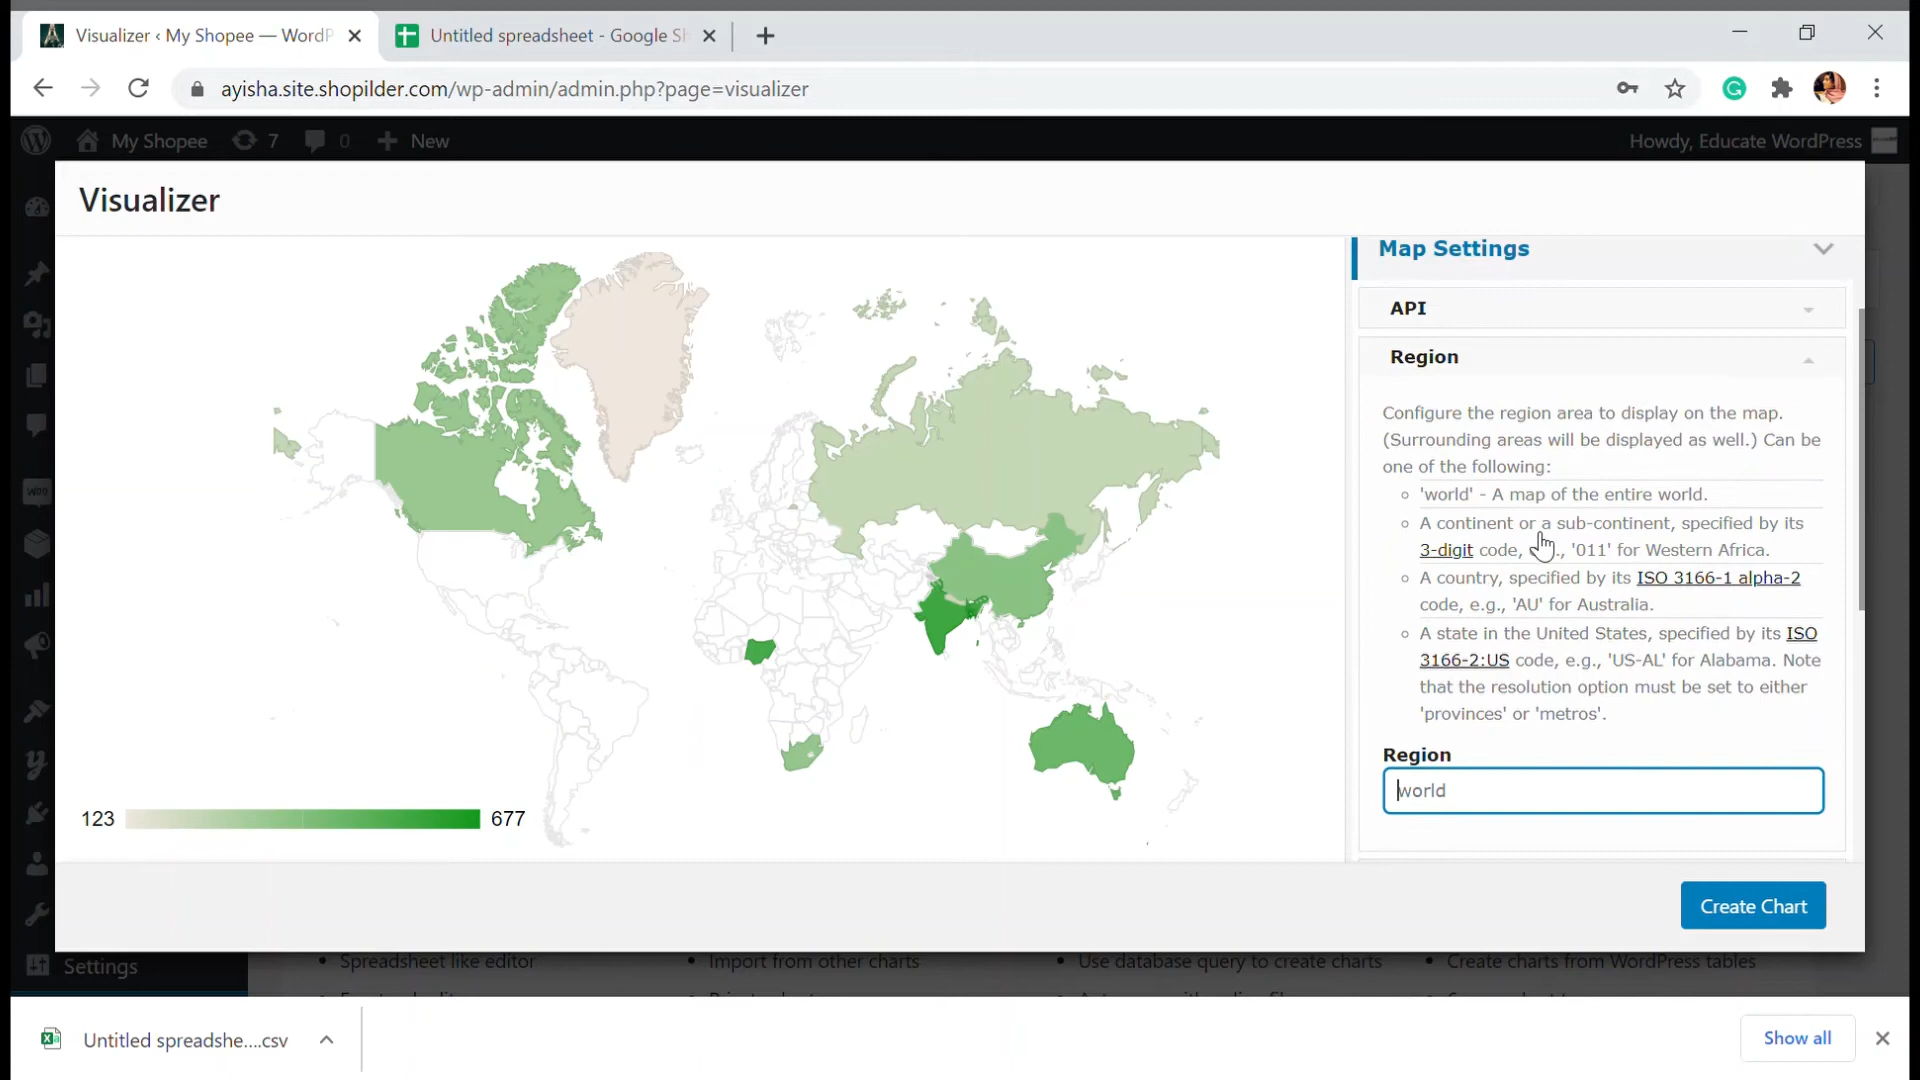 Visualizer ‹ My Shopee — WordP
Untitled spreadsheet - Google Sh
ayisha.site.shopilder.com/wp-admin/admin.php?page=visualizer
My Shopee 7 0 New
Howdy, Educate WordPress
Visualizer
Map Settings
API
Region
Configure the region area to display on the map.
(Surrounding areas will be displayed as well.) Can be
one of the following:
'world' - A map of the entire world.
A continent or a sub-continent, specified by its
3-digit code, ., '011' for Western Africa.
A country, specified by its ISO 3166-1 alpha-2
code, e.g., 'AU' for Australia.
A state in the United States, specified by its ISO
3166-2:US code, e.g., 'US-AL' for Alabama. Note
that the resolution option must be set to either
'provinces' or 'metros'.
Region
world
123
677
Create Chart
Woo
Settings
Spreadsheet like editor
Import from other charts
Use database query to create charts
Create charts from WordPress tables
Untitled spreadshe....csv
Show all